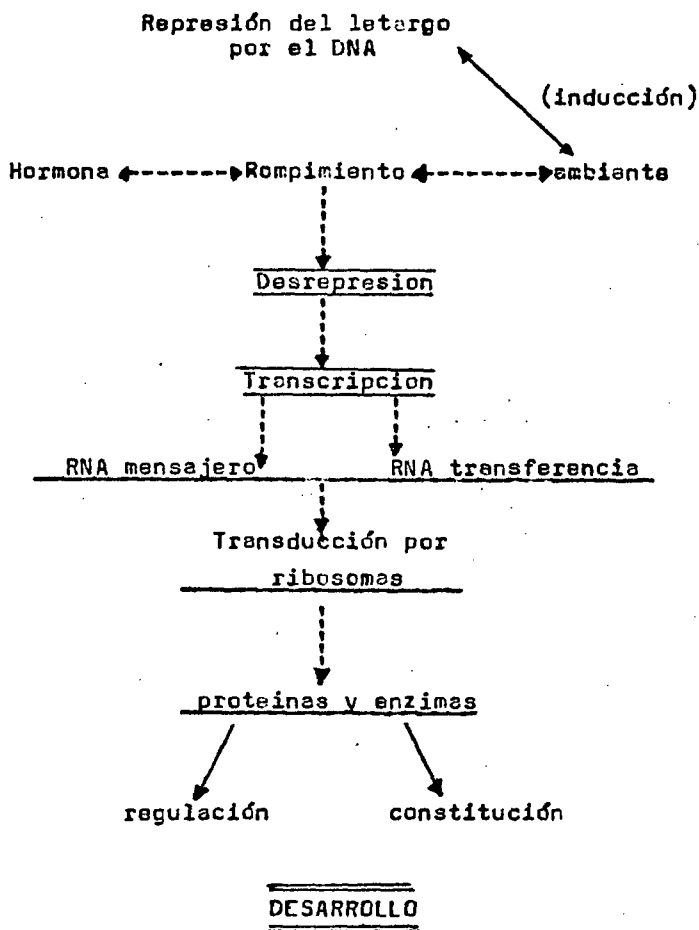 Represión del letargo
por el DNA
(inducción)
Hormona Rompimiento ambiente
Desrepresion
Transcripcion
RNA mensajero RNA transferencia
Transducción por
ribosomas
proteinas y enzimas
regulación constitución
DESARROLLO